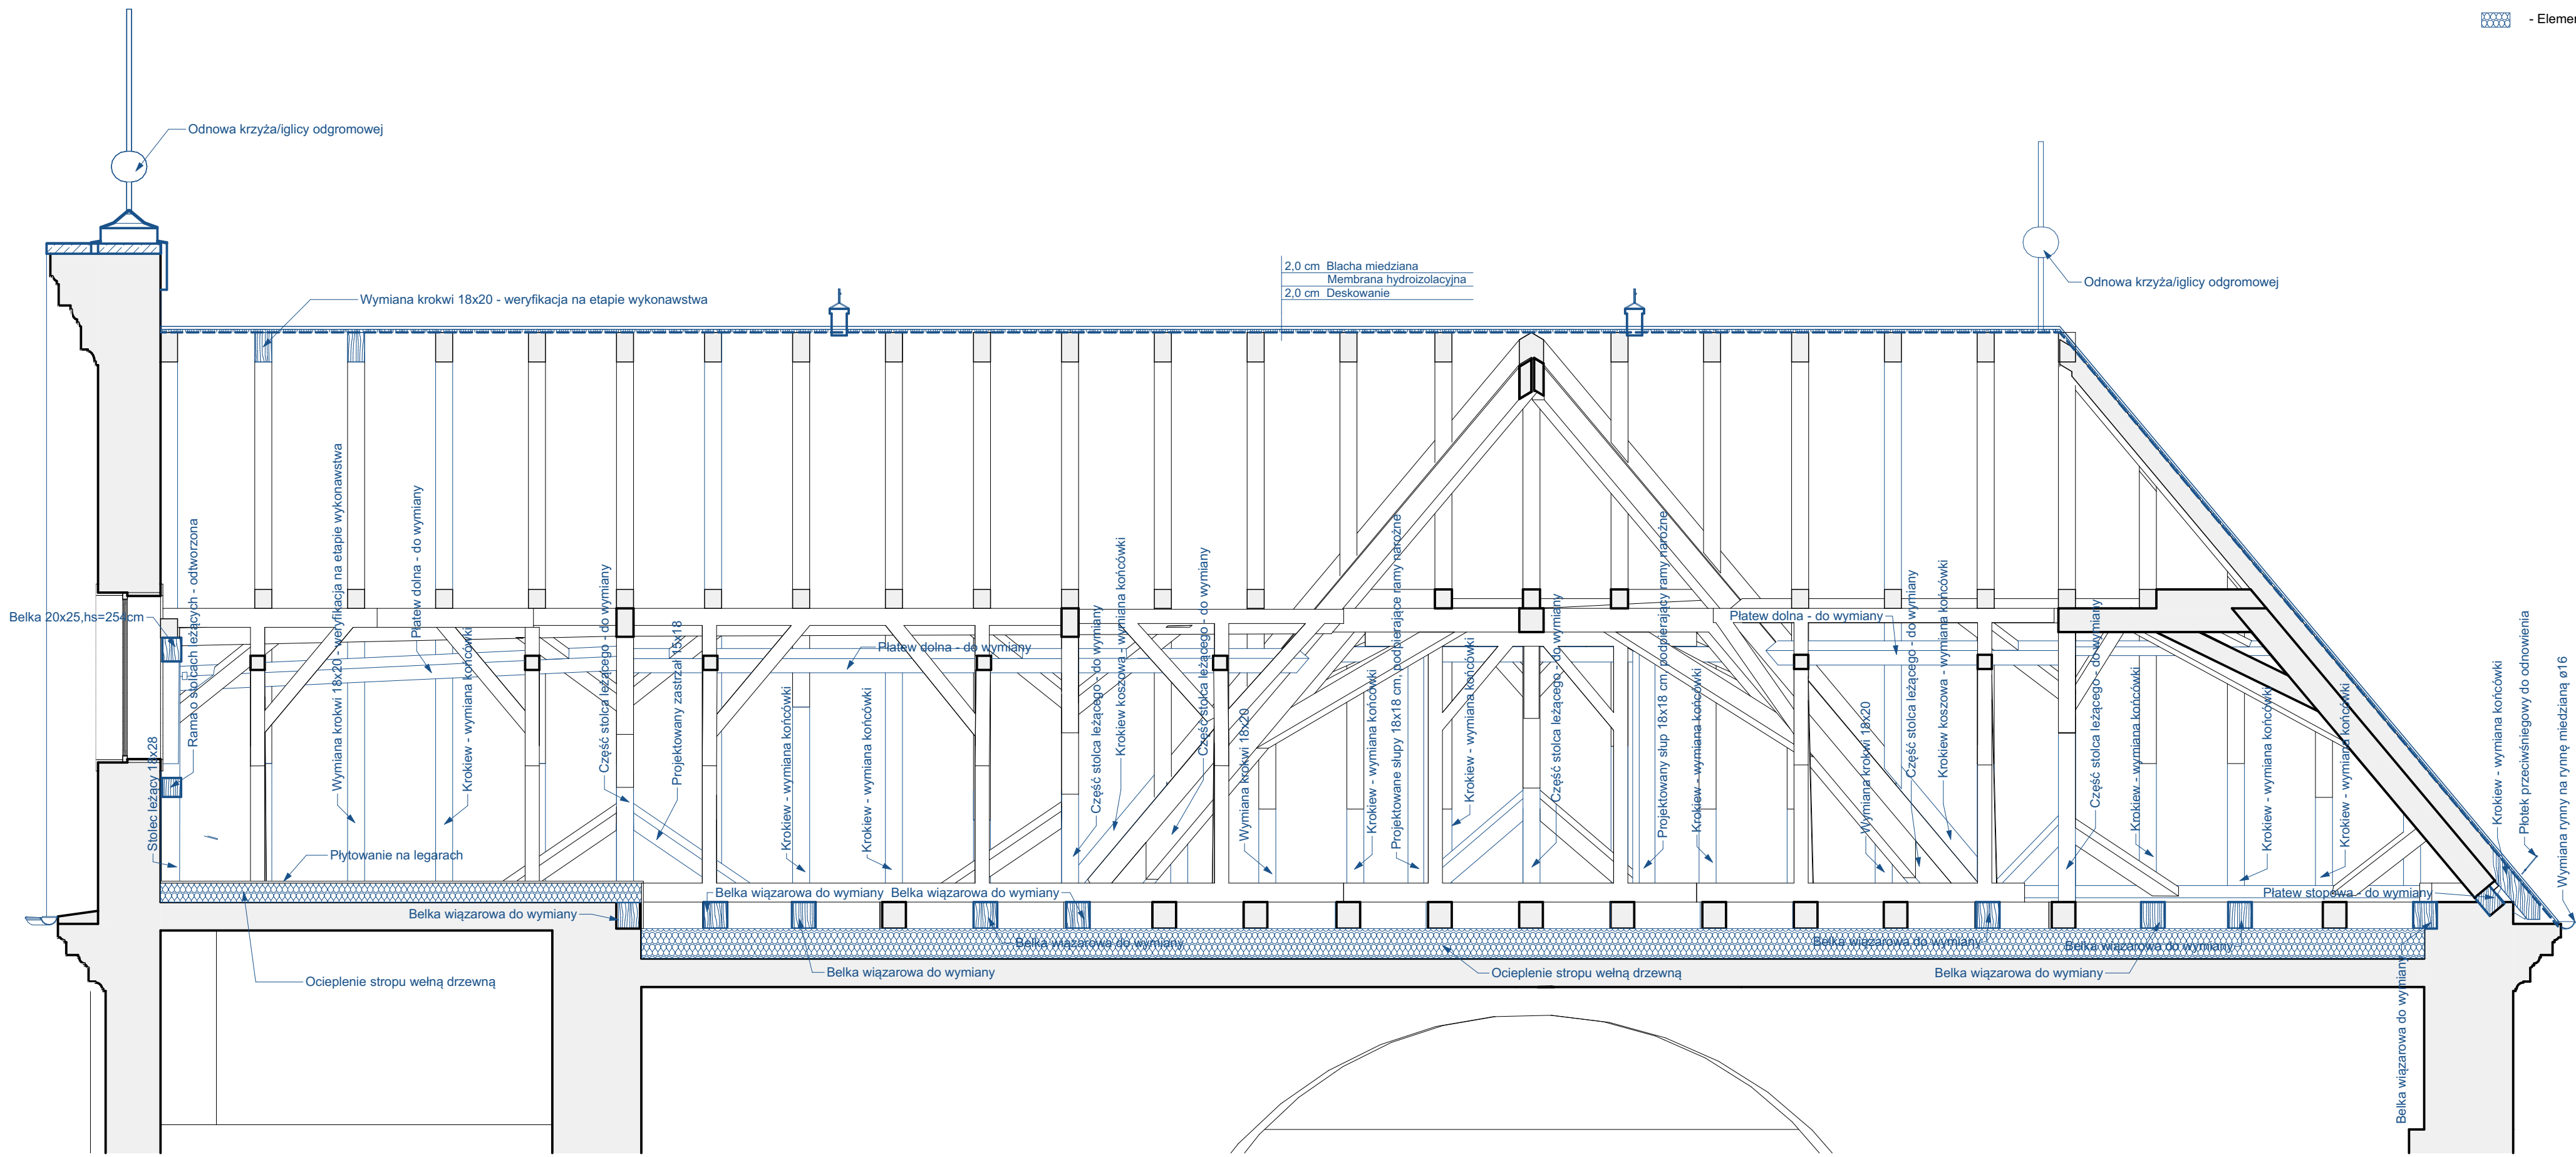 - Elemen
Odnowa krzyża/iglicy odgromowej
2,0 cm Blacha miedziana
Membrana hydroizolacyjna
2,0 cm Deskowanie
Odnowa krzyża/iglicy odgromowej
Wymiana krokwi 18x20 - weryfikacja na etapie wykonawstwa
Belka 20x25,hs=254cm
Stolec leżący 18x28
Rama o stolcach leżących - odtworzona
Wymiana krokwi 18x20 - weryfikacja na etapie wykonawstwa
Płatew dolna - do wymiany
Krokiew - wymiana końcówki
Część stolca leżącego - do wymiany
Projektowany zastrzał 15x18
Krokiew - wymiana końcówki
Krokiew - wymiana końcówki
Płatew dolna - do wymiany
Część stolca leżącego - do wymiany
Krokiew koszowa - wymiana końcówki
Część stolca leżącego - do wymiany
Wymiana krokwi 18x20
Krokiew - wymiana końcówki
Projektowane słupy 18x18 cm, podpierające ramy narożne
Krokiew - wymiana końcówki
Część stolca leżącego - do wymiany
Projektowany słup 18x18 cm, podpierający ramy narożne
Krokiew - wymiana końcówki
Płatew dolna - do wymiany
Wymiana krokwi 18x20
Część stolca leżącego - do wymiany
Krokiew koszowa - wymiana końcówki
Część stolca leżącego - do wymiany
Krokiew - wymiana końcówki
Krokiew - wymiana końcówki
Krokiew - wymiana końcówki
Krokiew - wymiana końcówki
Płotek przeciwśniegowy do odnowienia
Wymiana rynny na rynnę miedzianą ø16
Płytowanie na legarach
Belka wiązarowa do wymiany
Belka wiązarowa do wymiany
Belka wiązarowa do wymiany
Płatew stopowa - do wymiany
Belka wiązarowa do wymiany
Belka wiązarowa do wymiany
Belka wiązarowa do wymiany
Belka wiązarowa do wymiany
Ocieplenie stropu wełną drzewną
Belka wiązarowa do wymiany
Ocieplenie stropu wełną drzewną
Belka wiązarowa do wymiany